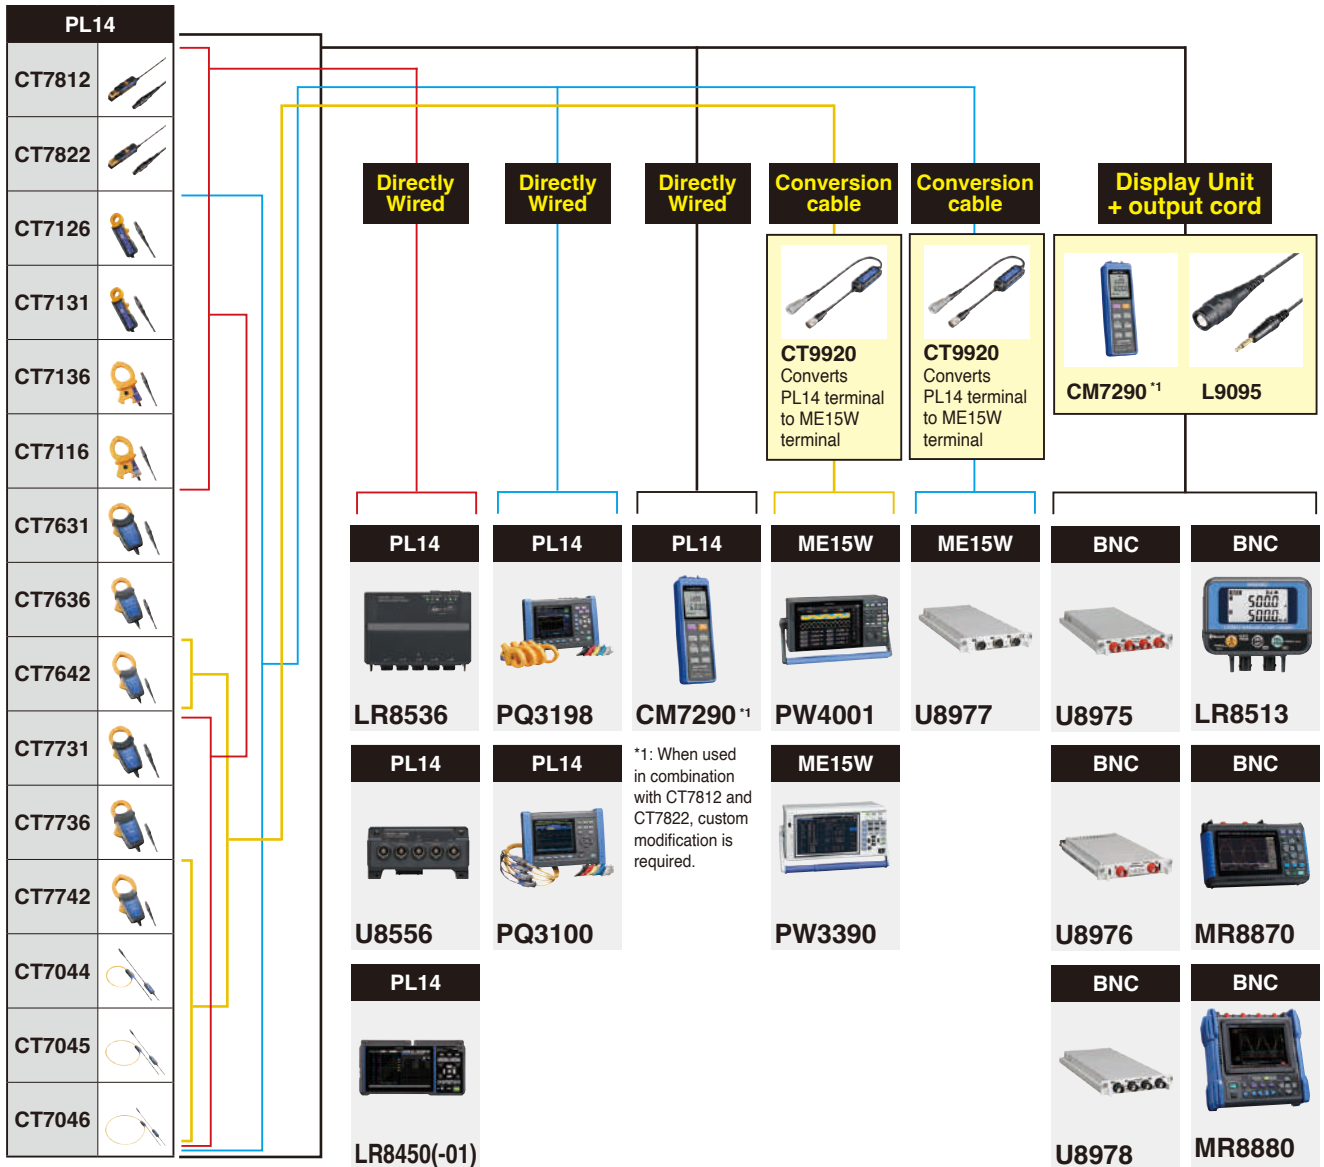 PL14
CT7812
CT7822
CT7126
CT7131
CT7136
CT7116
CT7631
CT7636
CT7642
CT7731
CT7736
CT7742
CT7044
CT7045
CT7046
Directly
Wired
Directly
Wired
Directly
Wired
Conversion
cable
Conversion
cable
Display Unit
+ output cord
CT9920
Converts
PL14 terminal
to ME15W
terminal
CT9920
Converts
PL14 terminal
to ME15W
terminal
CM7290 *1
L9095
PL14
LR8536
PL14
PQ3198
PL14
CM7290 *1
ME15W
PW4001
ME15W
U8977
BNC
U8975
BNC
500.0
500.0
LR8513
PL14
U8556
PL14
PQ3100
*1: When used
in combination
with CT7812 and
CT7822, custom
modification is
required.
ME15W
PW3390
BNC
U8976
BNC
MR8870
PL14
LR8450(-01)
BNC
U8978
BNC
MR8880